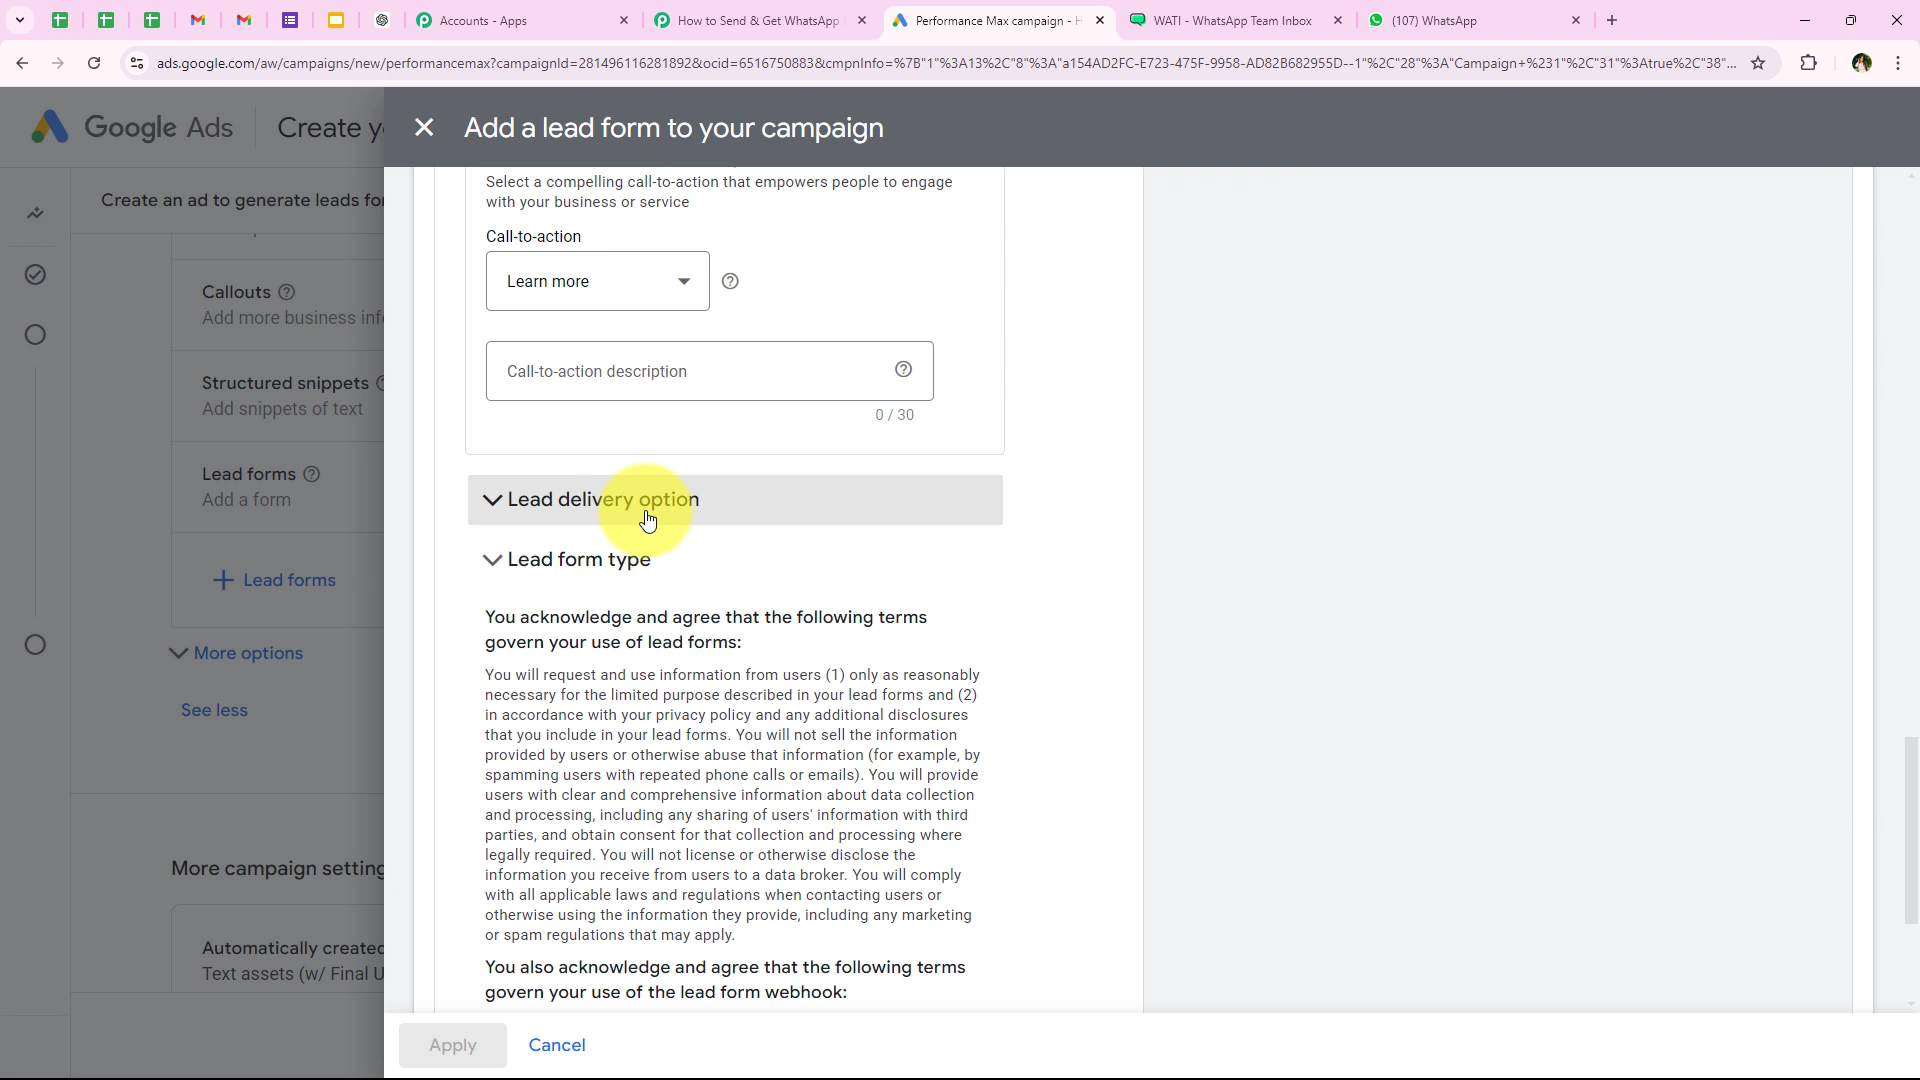 Accounts - Apps
How to Send & Get WhatsApp
Performance Max campaign - H
WATI - WhatsApp Team Inbox
(107) WhatsApp
ads.google.com/aw/campaigns/new/performancemax?campaignId=281496116281892&ocid=6516750883&cmpnInfo=%7B"1"%3A13%2C"8"%3A"a154AD2FC-E723-475F-9958-AD82B682955D--1"%2C"28"%3A"Campaign+%231"%2C"31"%3Atrue%2C"38"...
Google Ads
Create y
Add a lead form to your campaign
Create an ad to generate leads fo
Callouts
Add more business inf
Structured snippets
Add snippets of text
Lead forms
Add a form
+ Lead forms
More options
See less
More campaign setting
Automatically created
Text assets (w/ Final U
Select a compelling call-to-action that empowers people to engage
with your business or service
Call-to-action
Learn more
Call-to-action description
0 / 30
Lead delivery option
Lead form type
You acknowledge and agree that the following terms
govern your use of lead forms:
You will request and use information from users (1) only as reasonably
necessary for the limited purpose described in your lead forms and (2)
in accordance with your privacy policy and any additional disclosures
that you include in your lead forms. You will not sell the information
provided by users or otherwise abuse that information (for example, by
spamming users with repeated phone calls or emails). You will provide
users with clear and comprehensive information about data collection
and processing, including any sharing of users' information with third
parties, and obtain consent for that collection and processing where
legally required. You will not license or otherwise disclose the
information you receive from users to a data broker. You will comply
with all applicable laws and regulations when contacting users or
otherwise using the information they provide, including any marketing
or spam regulations that may apply.
You also acknowledge and agree that the following terms
govern your use of the lead form webhook:
Apply
Cancel